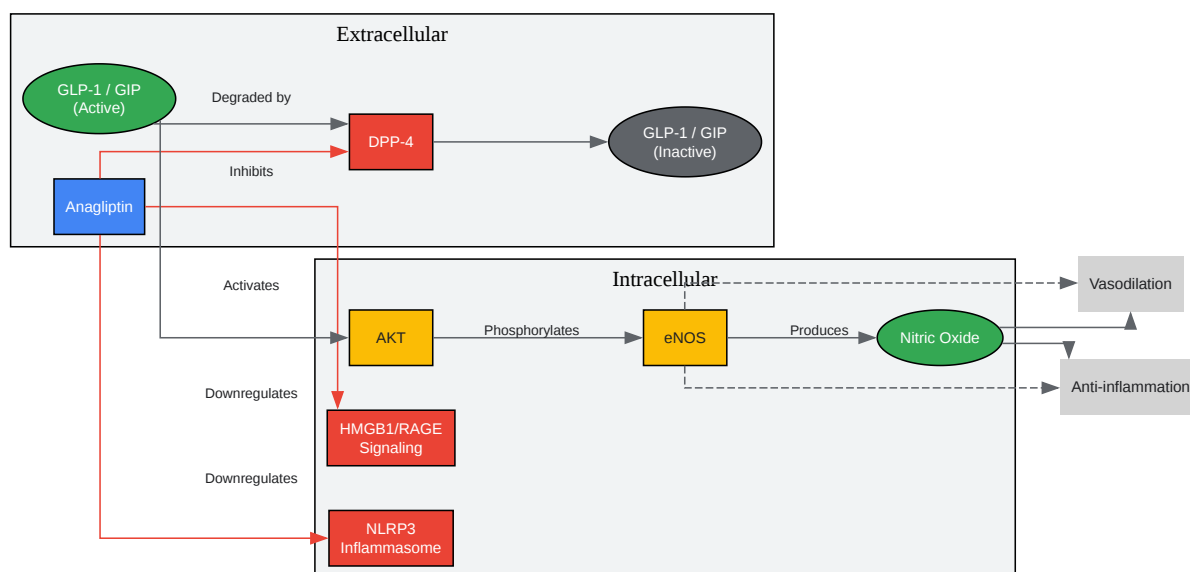 Extracellular
GLP-1 / GIP
(Active)
Degraded by
DPP-4
GLP-1 / GIP
(Inactive)
Inhibits
Anagliptin
Intracellular
Activates
Vasodilation
AKT
Phosphorylates
eNOS
Produces
Nitric Oxide
Anti-inflammation
Downregulates
HMGB1/RAGE
Signaling
Downregulates
NLRP3
Inflammasome